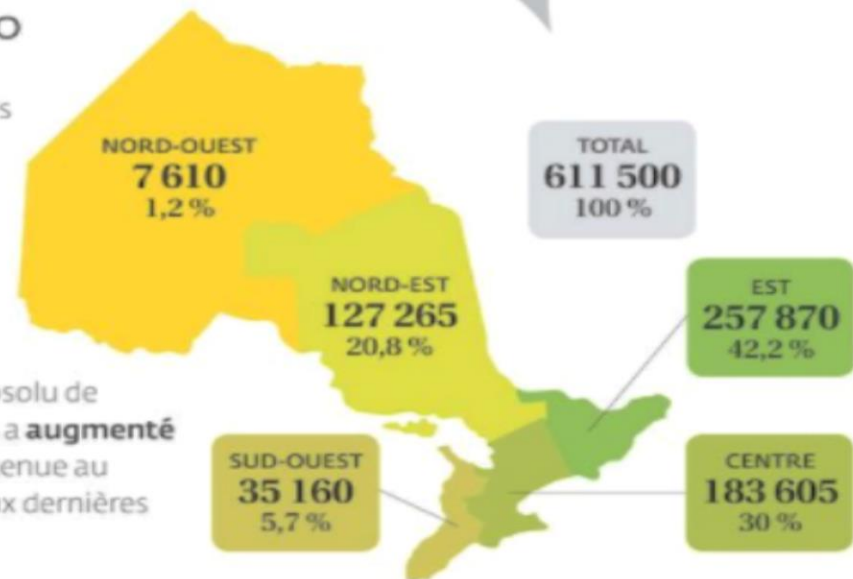 O
s
NORD-OUEST
7 610
1,2 %
TOTAL
611 500
100 %
NORD-EST
127 265
20,8 %
EST
257 870
42,2 %
solu de
a augmenté
enue au
x dernières
SUD-OUEST
35 160
5,7 %
CENTRE
183 605
30 %